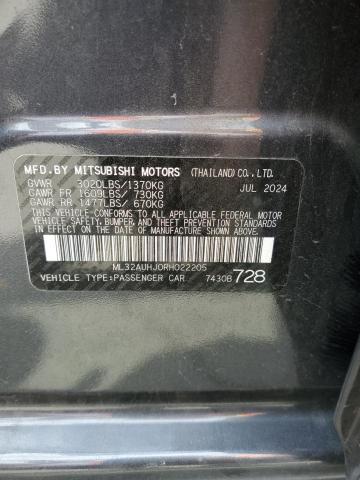 MFD.BY MITSUBISHI MOTORS (THAILAND) CO., LTD.
GVWR 3020LBS/1370KG JUL 2024
GAWR FR 1609LBS/ 730KG
GAWR RR 1477LBS/ 670KG
THIS VEHICLE CONFORMS TO ALL APPLICABLE FEDERAL MOTOR
VEHICLE SAFETY, BUMPER, AND THEFT PREVENTION STANDARDS
IN EFFECT ON THE DATE OF MANUFACTURE SHOWN ABOVE.
ML32AUHJ0RH022205
VEHICLE TYPE:PASSENGER CAR 7430B 728